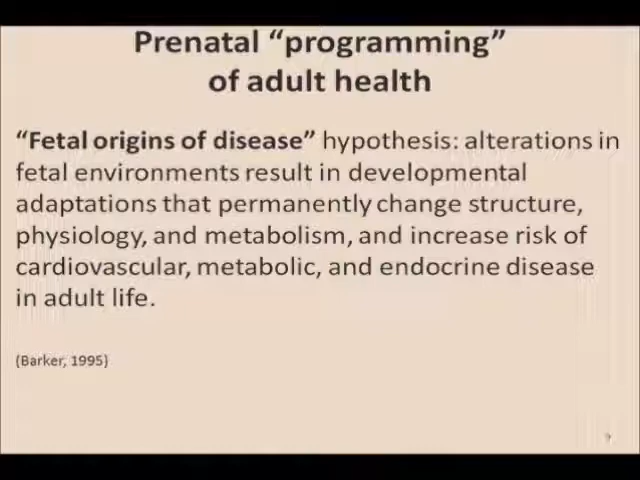 Prenatal “programming”
of adult health
“Fetal origins of disease” hypothesis: alterations in
fetal environments result in developmental
adaptations that permanently change structure,
physiology, and metabolism, and increase risk of
cardiovascular, metabolic, and endocrine disease
in adult life.
(Barker, 1995)